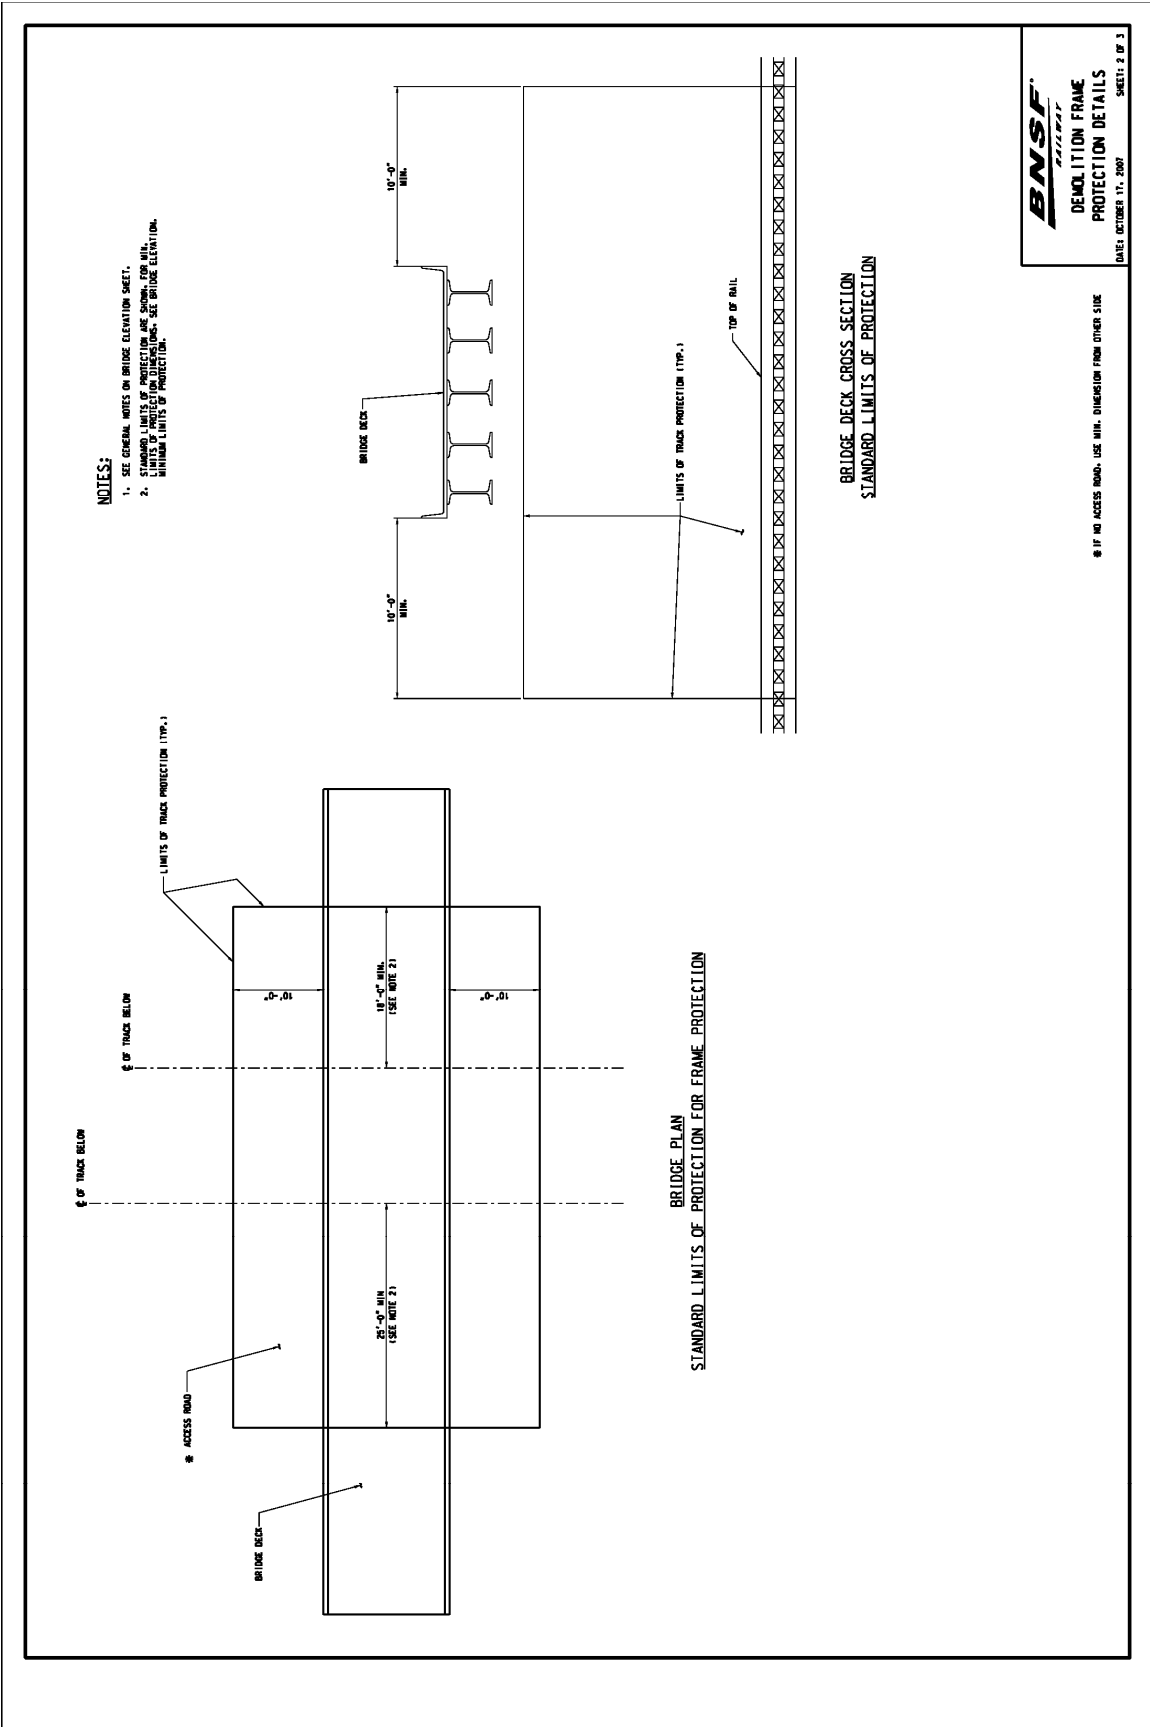 NOTES:
1. SEE GENERAL NOTES ON BRIDGE ELEVATION SHEET.
2. STANDARD LIMITS OF PROTECTION ARE SHOWN. FOR MIN.
LIMITS OF PROTECTION DIMENSIONS. SEE BRIDGE ELEVATION.
MINIMUM LIMITS OF PROTECTION.
℄ OF TRACK BELOW
℄ OF TRACK BELOW
LIMITS OF TRACK PROTECTION (TYP.)
* ACCESS ROAD
BRIDGE DECK
10'-0"
10'-0"
25'-0" MIN
(SEE NOTE 2)
18'-0" MIN.
(SEE NOTE 2)
BRIDGE PLAN
STANDARD LIMITS OF PROTECTION FOR FRAME PROTECTION
BRIDGE DECK
10'-0"
MIN.
10'-0"
MIN.
LIMITS OF TRACK PROTECTION (TYP.)
TOP OF RAIL
BRIDGE DECK CROSS SECTION
STANDARD LIMITS OF PROTECTION
* IF NO ACCESS ROAD. USE MIN. DIMENSION FROM OTHER SIDE
BNSF
RAILWAY
DEMOLITION FRAME
PROTECTION DETAILS
DATE: OCTOBER 17, 2007 SHEET: 2 OF 3